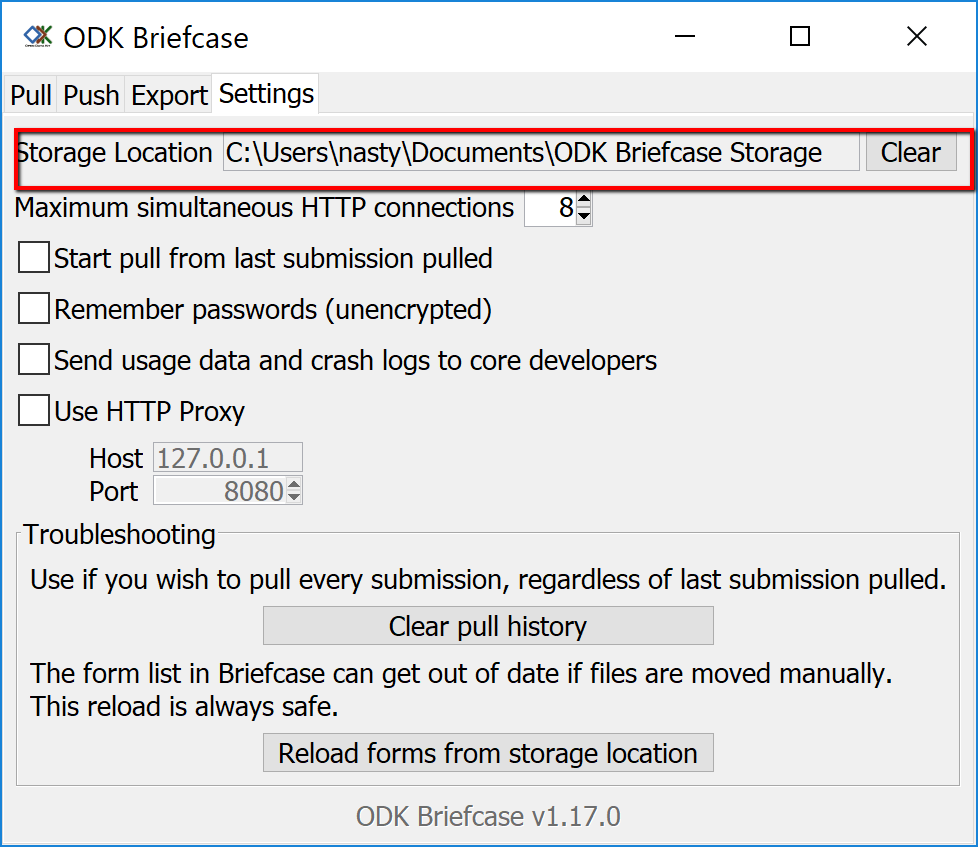 ODK Briefcase
Pull Push Export Settings
Storage Location C:\Users\nasty\Documents\ODK Briefcase Storage Clear
Maximum simultaneous HTTP connections 8
Start pull from last submission pulled
Remember passwords (unencrypted)
Send usage data and crash logs to core developers
Use HTTP Proxy
Host 127.0.0.1
Port 8080
Troubleshooting
Use if you wish to pull every submission, regardless of last submission pulled.
Clear pull history
The form list in Briefcase can get out of date if files are moved manually.
This reload is always safe.
Reload forms from storage location
ODK Briefcase v1.17.0